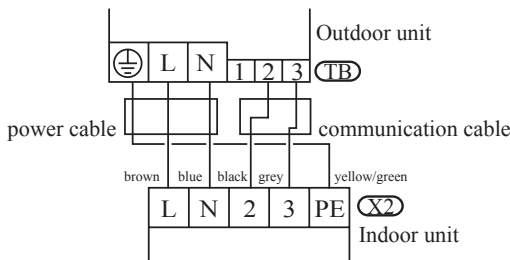 Outdoor unit
L N 1 2 3 TB
power cable
communication cable
brown blue black grey yellow/green
L N 2 3 PE X2
Indoor unit